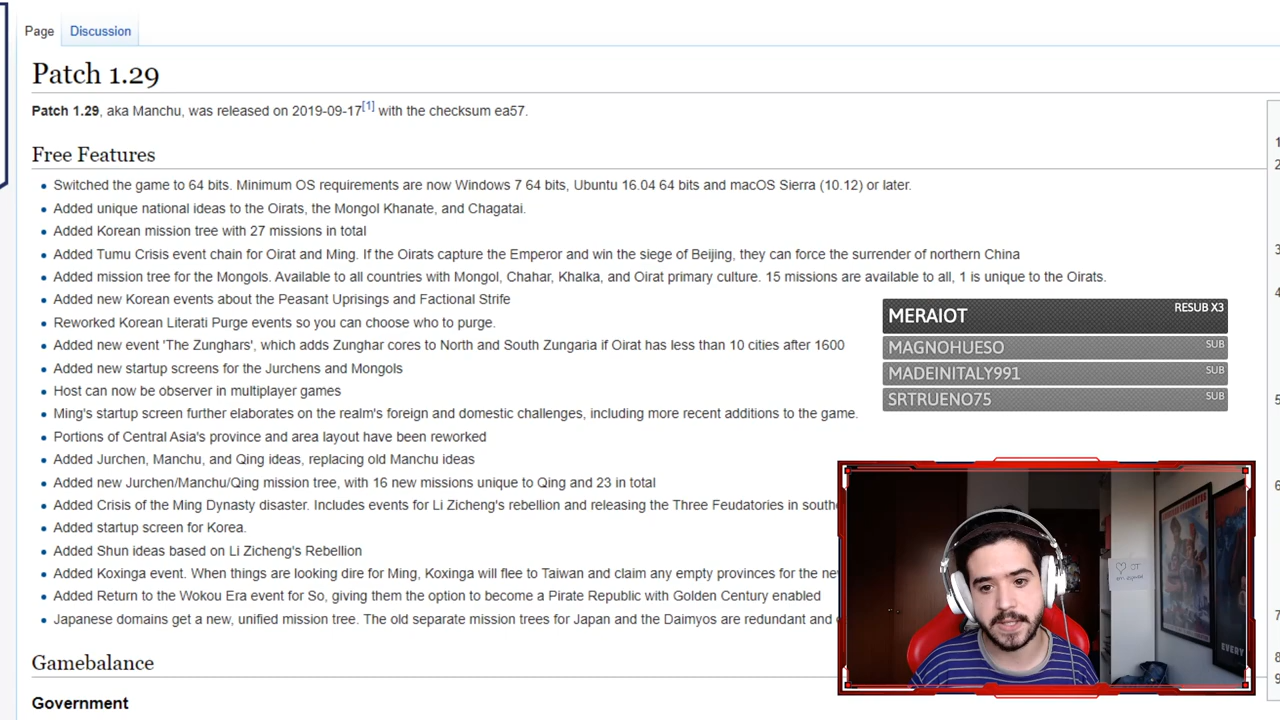 Page Discussion
Patch 1.29
Patch 1.29, aka Manchu, was released on 2019-09-17[1] with the checksum ea57.
Free Features
Switched the game to 64 bits. Minimum OS requirements are now Windows 7 64 bits, Ubuntu 16.04 64 bits and macOS Sierra (10.12) or later.
Added unique national ideas to the Oirats, the Mongol Khanate, and Chagatai.
Added Korean mission tree with 27 missions in total
Added Tumu Crisis event chain for Oirat and Ming. If the Oirats capture the Emperor and win the siege of Beijing, they can force the surrender of northern China
Added mission tree for the Mongols. Available to all countries with Mongol, Chahar, Khalka, and Oirat primary culture. 15 missions are available to all, 1 is unique to the Oirats.
Added new Korean events about the Peasant Uprisings and Factional Strife
Reworked Korean Literati Purge events so you can choose who to purge.
Added new event 'The Zunghars', which adds Zunghar cores to North and South Zungaria if Oirat has less than 10 cities after 1600
Added new startup screens for the Jurchens and Mongols
Host can now be observer in multiplayer games
Ming's startup screen further elaborates on the realm's foreign and domestic challenges, including more recent additions to the game.
Portions of Central Asia's province and area layout have been reworked
Added Jurchen, Manchu, and Qing ideas, replacing old Manchu ideas
Added new Jurchen/Manchu/Qing mission tree, with 16 new missions unique to Qing and 23 in total
Added Crisis of the Ming Dynasty disaster. Includes events for Li Zicheng's rebellion and releasing the Three Feudatories in
Added startup screen for Korea.
Added Shun ideas based on Li Zicheng's Rebellion
Added Koxinga event. When things are looking dire for Ming, Koxinga will flee to Taiwan and claim any empty provinces for the
Added Return to the Wokou Era event for So, giving them the option to become a Pirate Republic with Golden Century enabled
Japanese domains get a new, unified mission tree. The old separate mission trees for Japan and the Daimyos are redundant and
Gamebalance
Government
MERAIOT RESUB X3
MAGNOHUESO SUB
MADEINITALY991 SUB
SRTRUENO75 SUB
EVERY